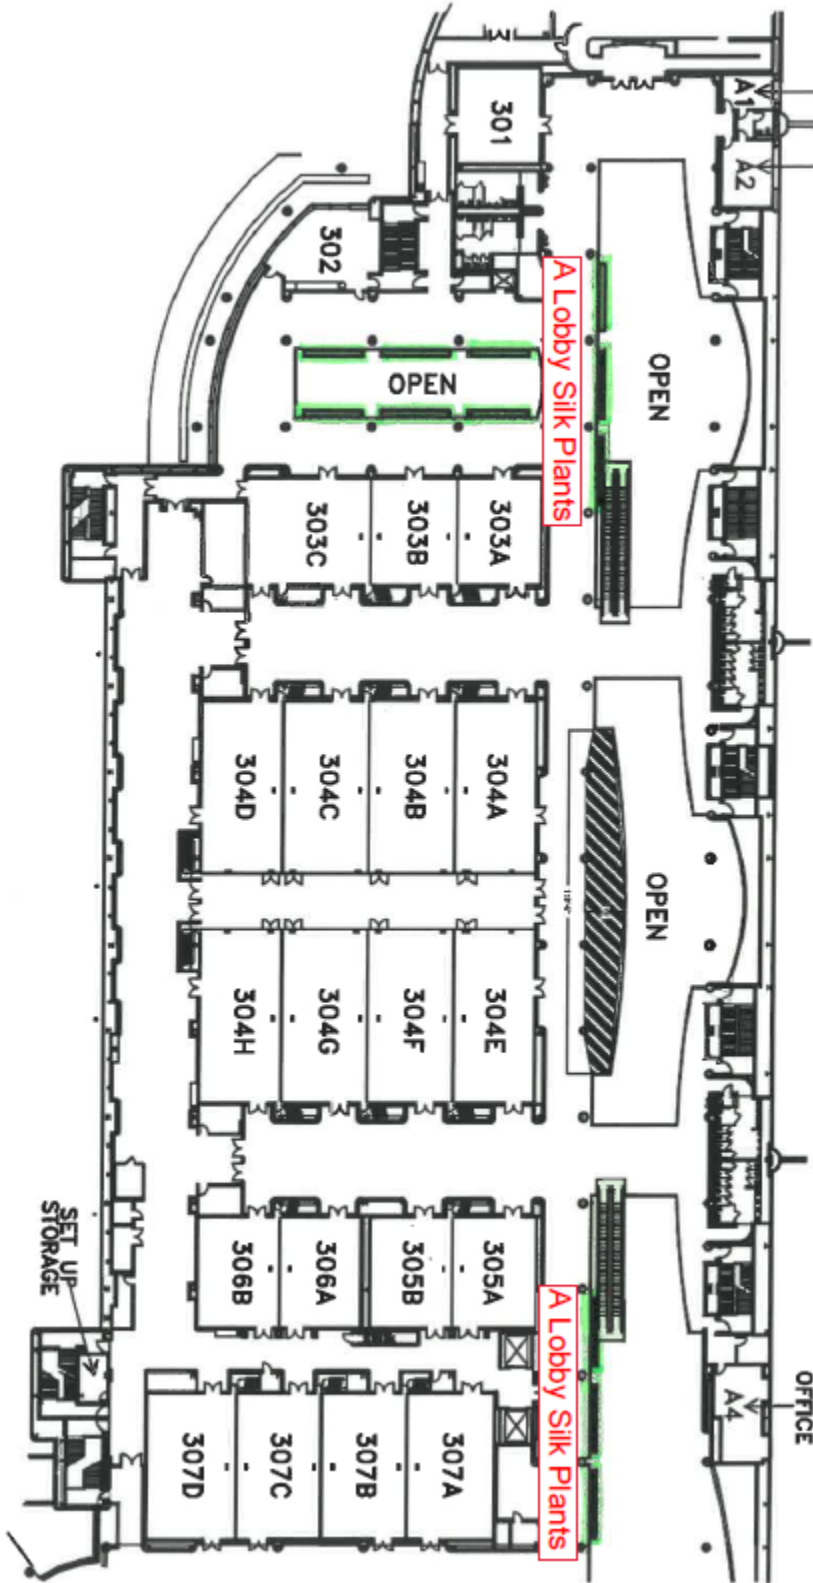 A1
301
A2
302
A Lobby Silk Plants
OPEN
OPEN
303C
303B
303A
304D
304C
304B
304A
OPEN
304H
304G
304F
304E
SET UP
STORAGE
306B
306A
305B
305A
A Lobby Silk Plants
A4
OFFICE
307D
307C
307B
307A